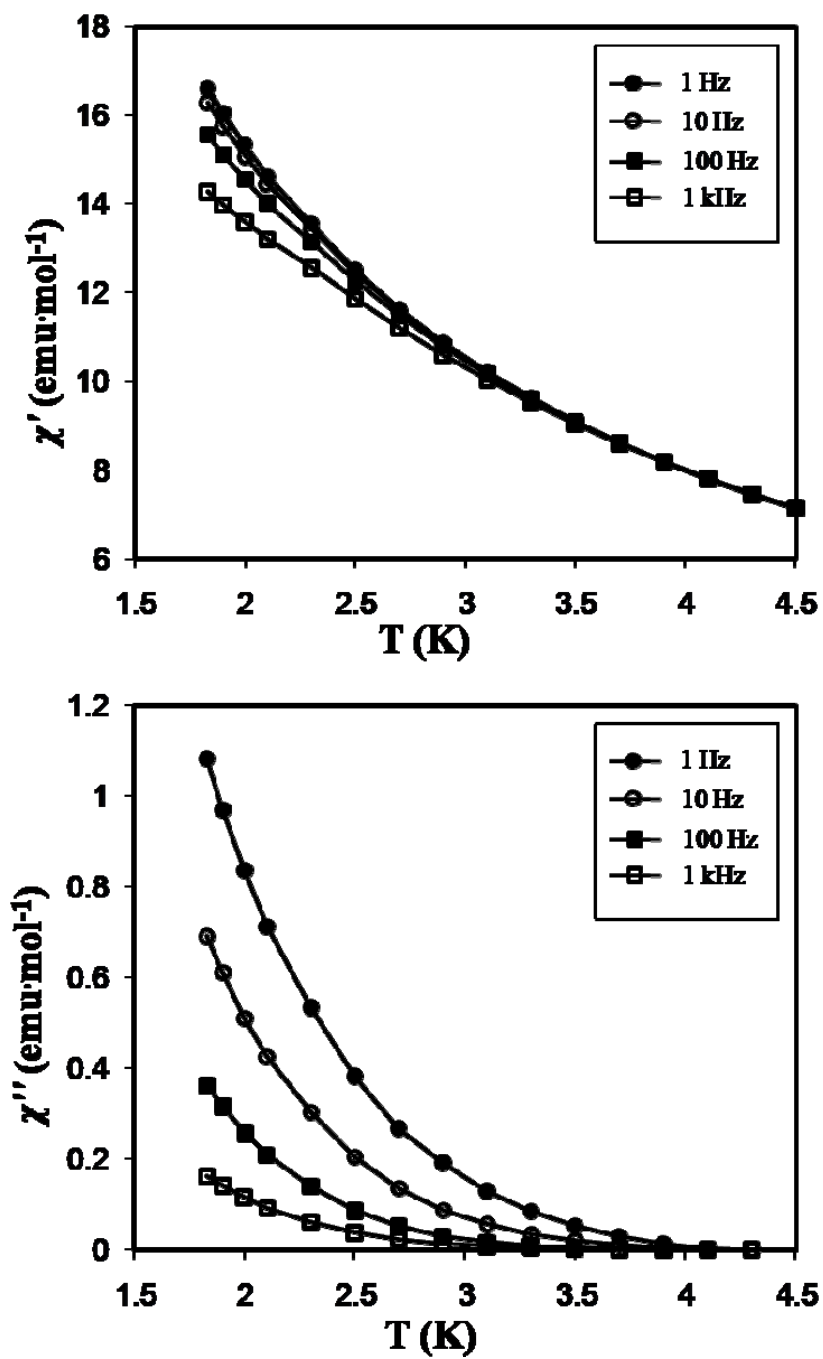 18
16
14
12
10
8
6
χ′ (emu·mol-1)
1 Hz
10 IIz
100 Hz
1 kIIz
1.5 2 2.5 3 3.5 4 4.5
T (K)
1.2
1
0.8
0.6
0.4
0.2
0
χ′′ (emu·mol-1)
1 IIz
10 Hz
100 Hz
1 kHz
1.5 2 2.5 3 3.5 4 4.5
T (K)